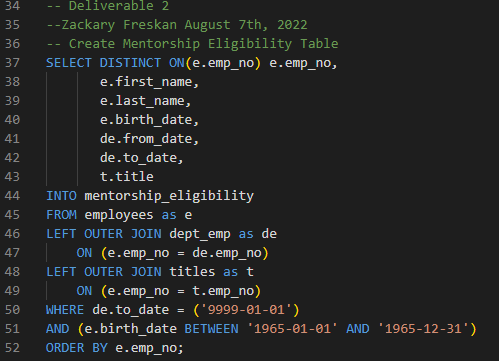 34 -- Deliverable 2
35 --Zackary Freskan August 7th, 2022
36 -- Create Mentorship Eligibility Table
37 SELECT DISTINCT ON(e.emp_no) e.emp_no,
38 e.first_name,
39 e.last_name,
40 e.birth_date,
41 de.from_date,
42 de.to_date,
43 t.title
44 INTO mentorship_eligibility
45 FROM employees as e
46 LEFT OUTER JOIN dept_emp as de
47 ON (e.emp_no = de.emp_no)
48 LEFT OUTER JOIN titles as t
49 ON (e.emp_no = t.emp_no)
50 WHERE de.to_date = ('9999-01-01')
51 AND (e.birth_date BETWEEN '1965-01-01' AND '1965-12-31')
52 ORDER BY e.emp_no;